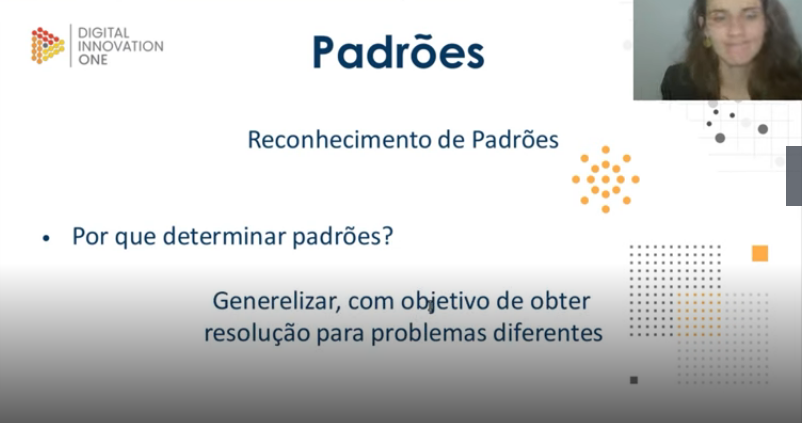 DIGITAL
INNOVATION
ONE
Padrões
Reconhecimento de Padrões
• Por que determinar padrões?
Generelizar, com objetivo de obter
resolução para problemas diferentes